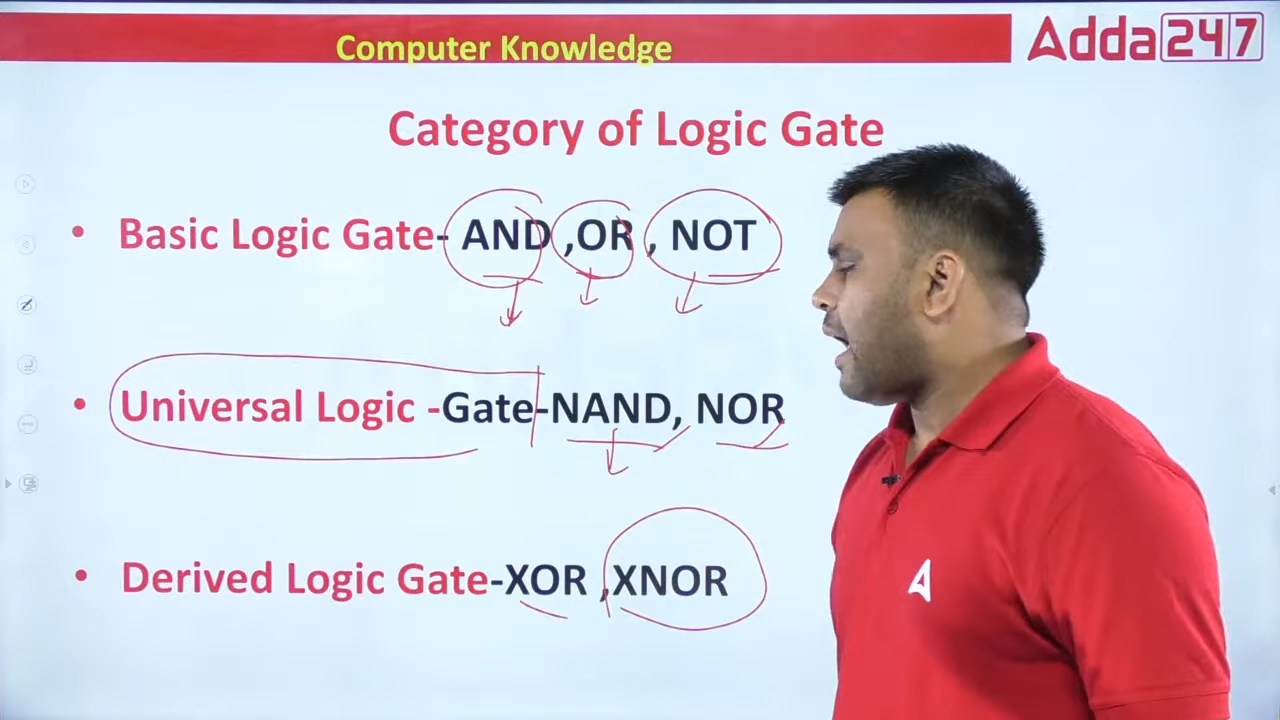 Computer Knowledge
Adda247
Category of Logic Gate
• Basic Logic Gate- AND ,OR , NOT
• Universal Logic -Gate-NAND, NOR
• Derived Logic Gate-XOR ,XNOR